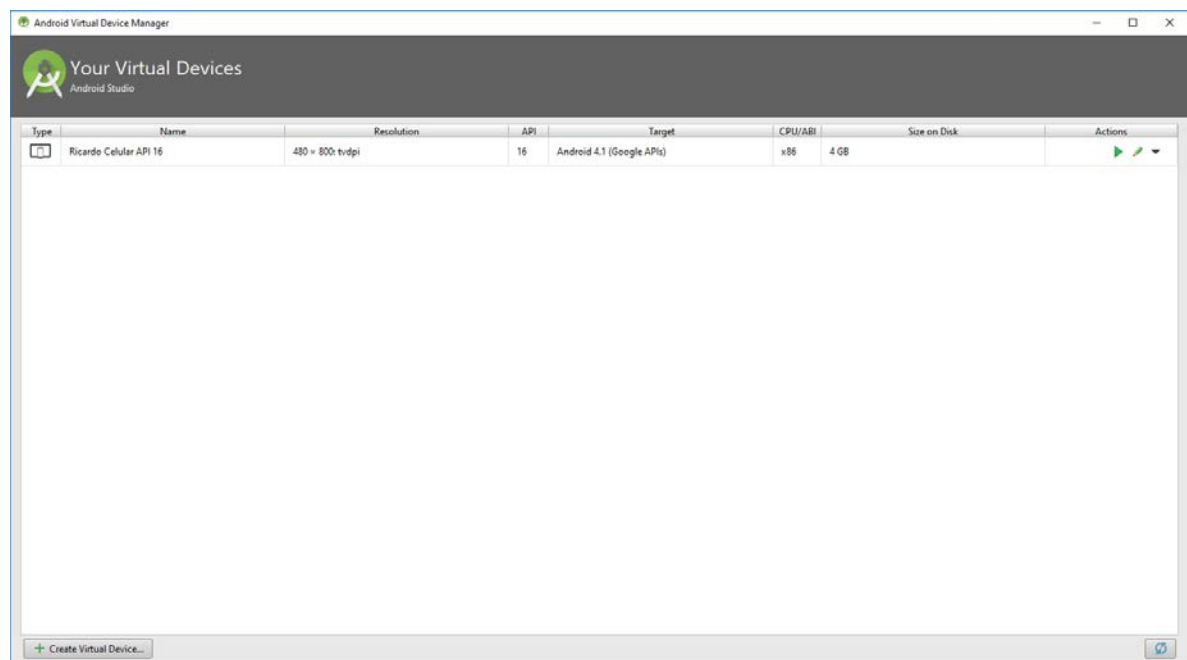 Android Virtual Device Manager
Your Virtual Devices
Android Studio
Type Name Resolution API Target CPU/ABI Size on Disk Actions
Ricardo Celular API 16 480 × 800: tvdpi 16 Android 4.1 (Google APIs) x86 4 GB
Create Virtual Device...